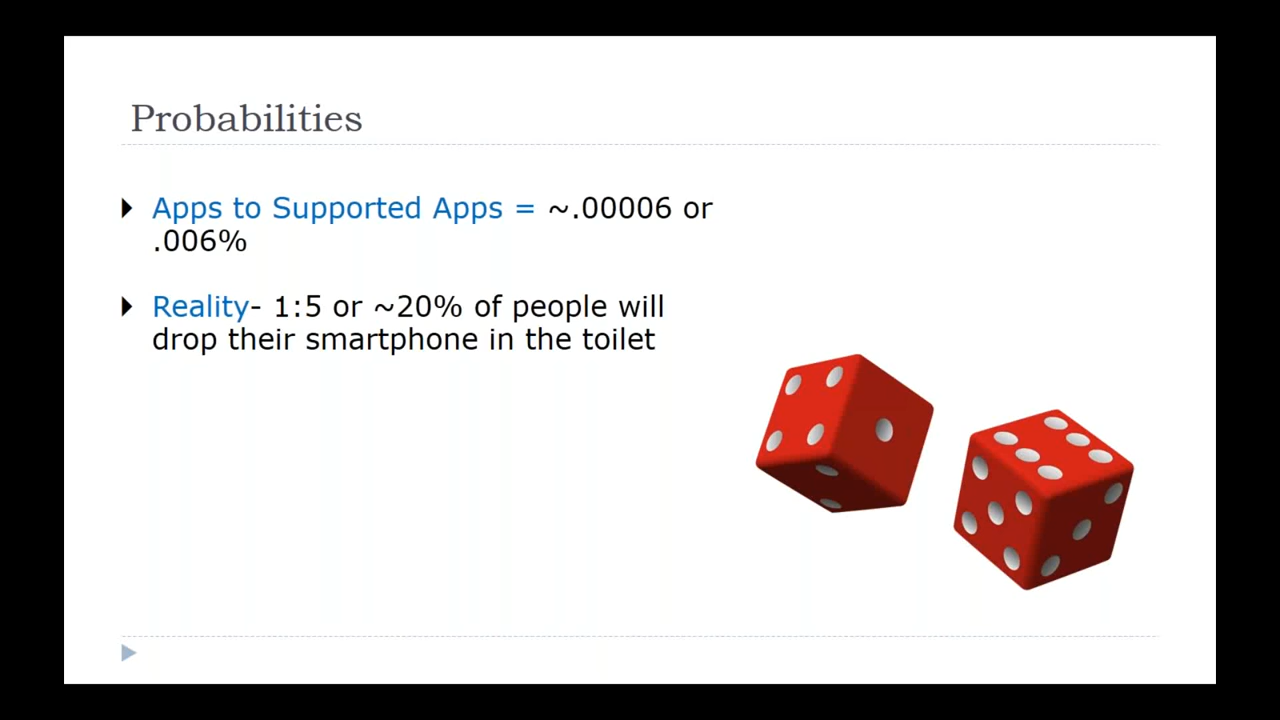 Probabilities
Apps to Supported Apps = ~.00006 or
.006%
Reality- 1:5 or ~20% of people will
drop their smartphone in the toilet